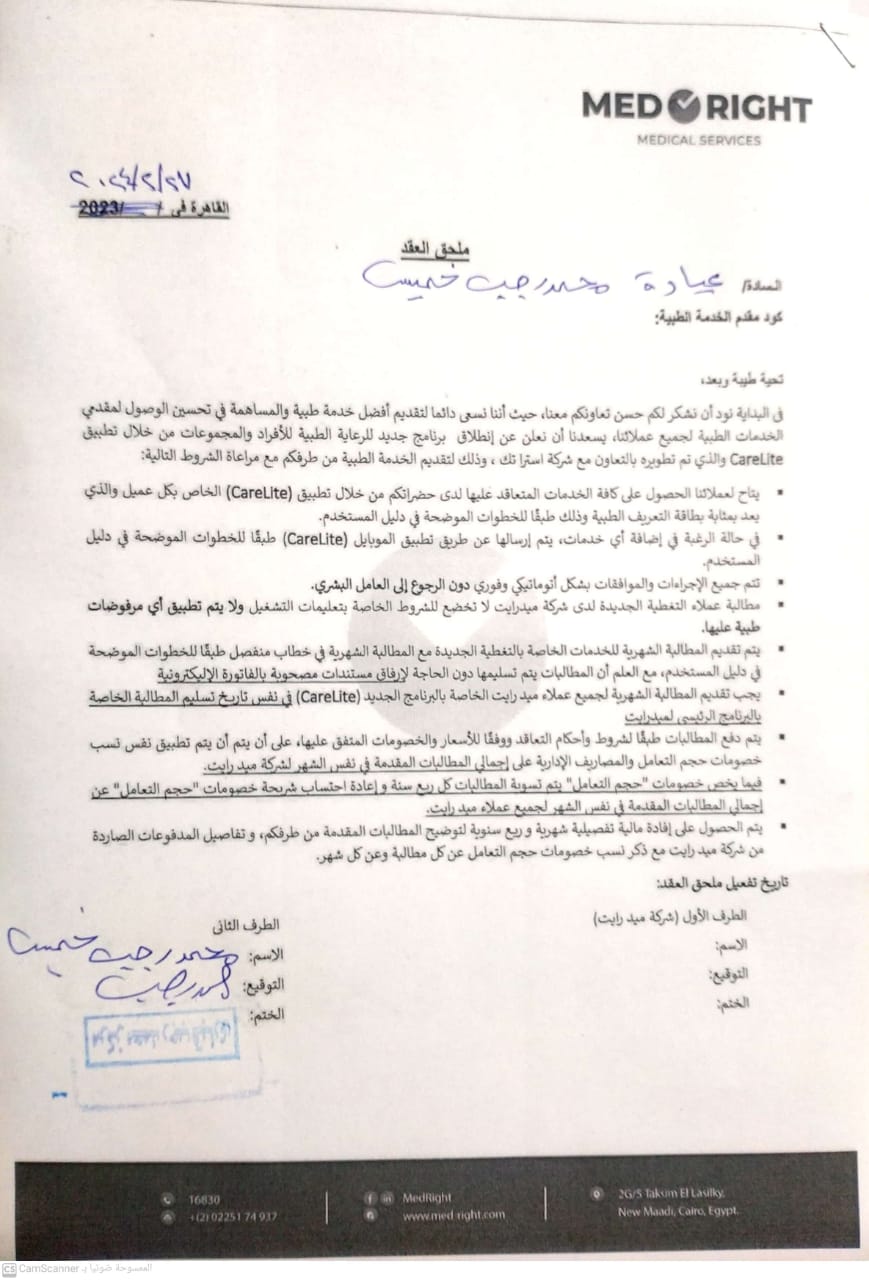 MED RIGHT
MEDICAL SERVICES
٢٠٢٤/٢/٢٧
القاهرة في / /2023
ملحق العقد
السادة/ عيادة محمد رجب خميس
كود مقدم الخدمة الطبية:
تحية طيبة وبعد،
في البداية نود أن نشكر لكم حسن تعاونكم معنا، حيث أننا نسعى دائما لتقديم أفضل خدمة طبية والمساهمة في تحسين الوصول لمقدمي
الخدمات الطبية لجميع عملائنا، يسعدنا أن نعلن عن إنطلاق برنامج جديد للرعاية الطبية للأفراد والمجموعات من خلال تطبيق
CareLite والذي تم تطويره بالتعاون مع شركة استرا تك ، وذلك لتقديم الخدمة الطبية من طرفكم مع مراعاة الشروط التالية:
▪ يتاح لعملائنا الحصول على كافة الخدمات المتعاقد عليها لدى حضراتكم من خلال تطبيق (CareLite) الخاص بكل عميل والذي
يعد بمثابة بطاقة التعريف الطبية وذلك طبقًا للخطوات الموضحة في دليل المستخدم.
▪ في حالة الرغبة في إضافة أي خدمات، يتم إرسالها عن طريق تطبيق الموبايل (CareLite) طبقًا للخطوات الموضحة في دليل
المستخدم.
▪ تتم جميع الإجراءات والموافقات بشكل أتوماتيكي وفوري دون الرجوع إلى العامل البشري.
▪ مطالبة عملاء التغطية الجديدة لدى شركة ميدرايت لا تخضع للشروط الخاصة بتعليمات التشغيل ولا يتم تطبيق أي مرفوضات
طبية عليها.
▪ يتم تقديم المطالبة الشهرية للخدمات الخاصة بالتغطية الجديدة مع المطالبة الشهرية في خطاب منفصل طبقًا للخطوات الموضحة
في دليل المستخدم، مع العلم أن المطالبات يتم تسليمها دون الحاجة لإرفاق مستندات مصحوبة بالفاتورة الإليكترونية
▪ يجب تقديم المطالبة الشهرية لجميع عملاء ميد رايت الخاصة بالبرنامج الجديد (CareLite) في نفس تاريخ تسليم المطالبة الخاصة
بالبرنامج الرئيسي لميدرايت
▪ يتم دفع المطالبات طبقًا لشروط وأحكام التعاقد ووفقًا للأسعار والخصومات المتفق عليها، على أن يتم أن يتم تطبيق نفس نسب
خصومات حجم التعامل والمصاريف الإدارية على إجمالي المطالبات المقدمة في نفس الشهر لشركة ميد رايت.
▪ فيما يخص خصومات "حجم التعامل" يتم تسوية المطالبات كل ربع سنة و إعادة احتساب شريحة خصومات "حجم التعامل" عن
إجمالي المطالبات المقدمة في نفس الشهر لجميع عملاء ميد رايت.
▪ يتم الحصول على إفادة مالية تفصيلية شهرية و ربع سنوية لتوضيح المطالبات المقدمة من طرفكم، و تفاصيل المدفوعات الصادرة
من شركة ميد رايت مع ذكر نسب خصومات حجم التعامل عن كل مطالبة وعن كل شهر.
تاريخ تفعيل ملحق العقد:
الطرف الأول (شركة ميد رايت)
الاسم:
التوقيع:
الختم:
الطرف الثاني
الاسم: محمد رجب خميس
التوقيع:
الختم:
16830
+(2) 02251 74 937
MedRight
www.med-right.com
2G/5 Takum El Lasilky,
New Maadi, Cairo, Egypt.
CS CamScanner الممسوحة ضوئيا بـ